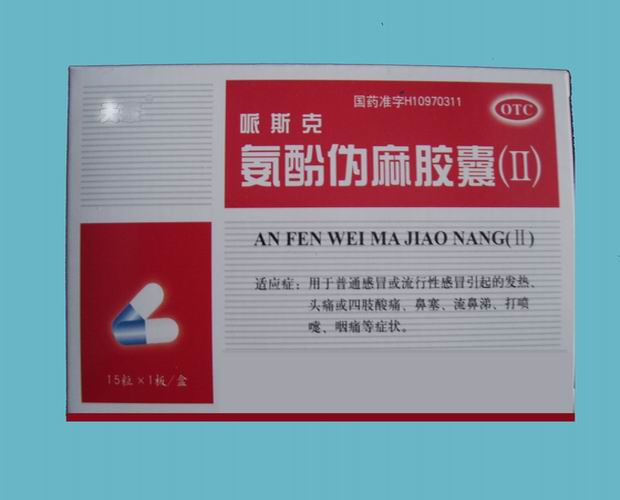 国药准字H10970311
OTC
哌斯克
氨酚伪麻胶囊(II)
AN FEN WEI MA JIAO NANG(II)
适应症：用于普通感冒或流行性感冒引起的发热、
头痛或四肢酸痛、鼻塞、流鼻涕、打喷
嚏、咽痛等症状。
15粒×1板/盒